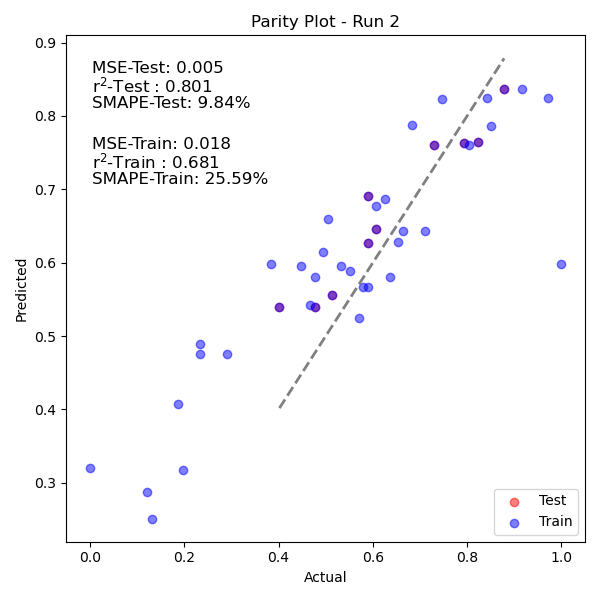 Parity Plot - Run 2
MSE-Test: 0.005
r²-Test : 0.801
SMAPE-Test: 9.84%
MSE-Train: 0.018
r²-Train : 0.681
SMAPE-Train: 25.59%
0.9
0.8
0.7
0.6
0.5
0.4
0.3
Predicted
Test
Train
0.0 0.2 0.4 0.6 0.8 1.0
Actual